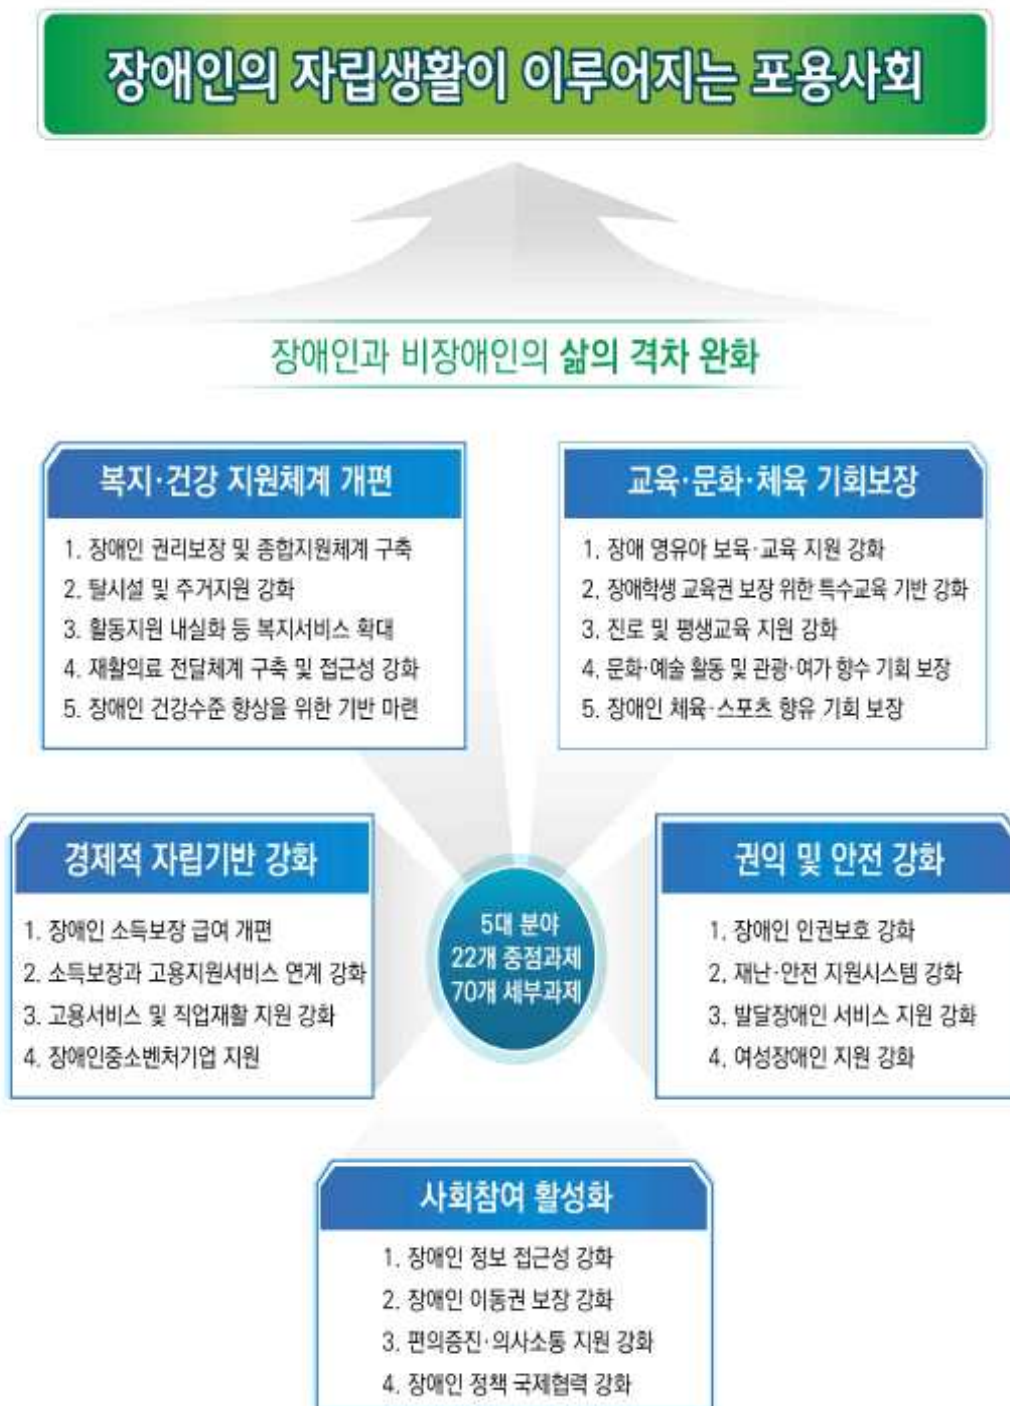 장애인의 자립생활이 이루어지는 포용사회
장애인과 비장애인의 삶의 격차 완화
복지·건강 지원체계 개편
1. 장애인 권리보장 및 종합지원체계 구축
2. 탈시설 및 주거지원 강화
3. 활동지원 내실화 등 복지서비스 확대
4. 재활의료 전달체계 구축 및 접근성 강화
5. 장애인 건강수준 향상을 위한 기반 마련
교육·문화·체육 기회보장
1. 장애 영유아 보육·교육 지원 강화
2. 장애학생 교육권 보장 위한 특수교육 기반 강화
3. 진로 및 평생교육 지원 강화
4. 문화·예술 활동 및 관광·여가 향수 기회 보장
5. 장애인 체육·스포츠 향유 기회 보장
경제적 자립기반 강화
1. 장애인 소득보장 급여 개편
2. 소득보장과 고용지원서비스 연계 강화
3. 고용서비스 및 직업재활 지원 강화
4. 장애인중소벤처기업 지원
5대 분야
22개 중점과제
70개 세부과제
권익 및 안전 강화
1. 장애인 인권보호 강화
2. 재난·안전 지원시스템 강화
3. 발달장애인 서비스 지원 강화
4. 여성장애인 지원 강화
사회참여 활성화
1. 장애인 정보 접근성 강화
2. 장애인 이동권 보장 강화
3. 편의증진·의사소통 지원 강화
4. 장애인 정책 국제협력 강화